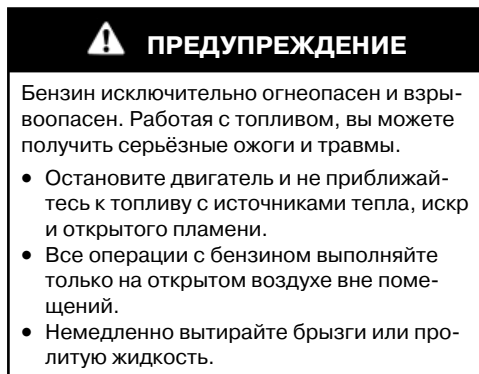 ПРЕДУПРЕЖДЕНИЕ
Бензин исключительно огнеопасен и взры-
воопасен. Работая с топливом, вы можете
получить серьёзные ожоги и травмы.
• Остановите двигатель и не приближай-
тесь к топливу с источниками тепла, искр
и открытого пламени.
• Все операции с бензином выполняйте
только на открытом воздухе вне поме-
щений.
• Немедленно вытирайте брызги или про-
литую жидкость.